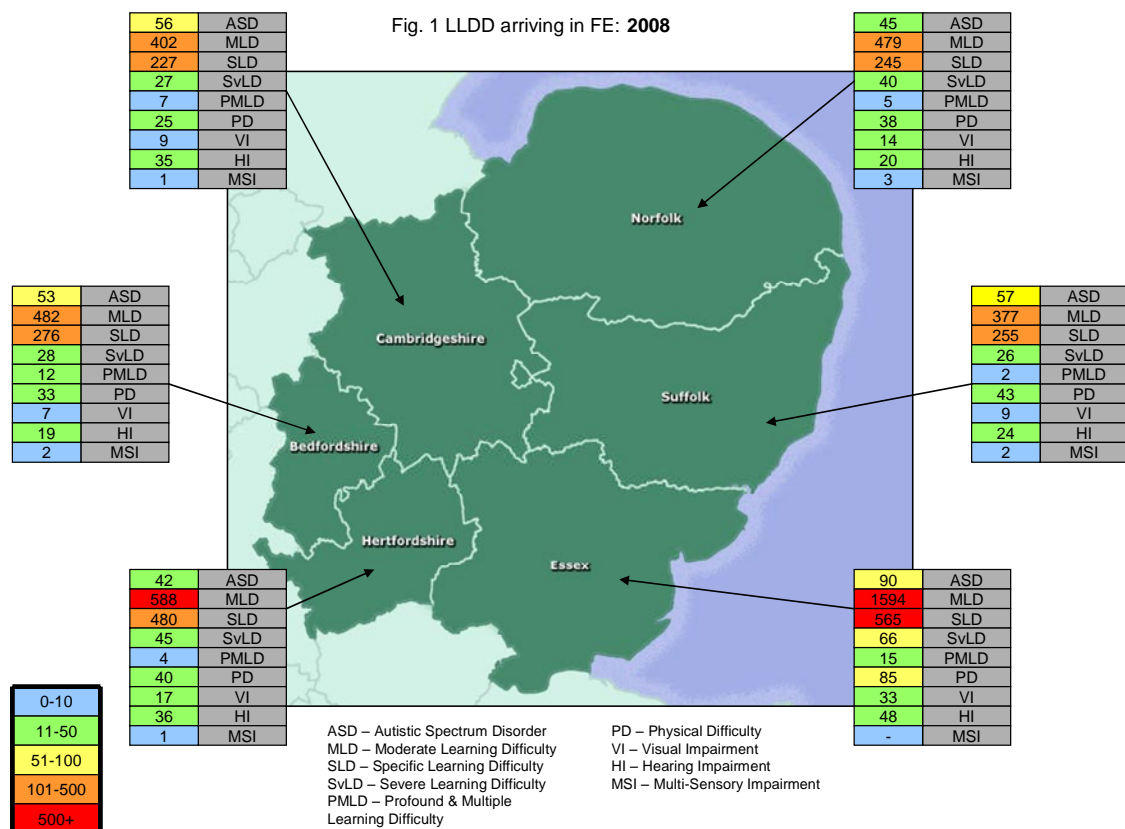 Fig. 1 LLDD arriving in FE: 2008
56 ASD
402 MLD
227 SLD
27 SvLD
7 PMLD
25 PD
9 VI
35 HI
1 MSI
45 ASD
479 MLD
245 SLD
40 SvLD
5 PMLD
38 PD
14 VI
20 HI
3 MSI
Norfolk
53 ASD
482 MLD
276 SLD
28 SvLD
12 PMLD
33 PD
7 VI
19 HI
2 MSI
Cambridgeshire
Suffolk
Bedfordshire
57 ASD
377 MLD
255 SLD
26 SvLD
2 PMLD
43 PD
9 VI
24 HI
2 MSI
Hertfordshire
Essex
42 ASD
588 MLD
480 SLD
45 SvLD
4 PMLD
40 PD
17 VI
36 HI
1 MSI
90 ASD
1594 MLD
565 SLD
66 SvLD
15 PMLD
85 PD
33 VI
48 HI
- MSI
0-10
11-50
51-100
101-500
500+
ASD – Autistic Spectrum Disorder
MLD – Moderate Learning Difficulty
SLD – Specific Learning Difficulty
SvLD – Severe Learning Difficulty
PMLD – Profound & Multiple
Learning Difficulty
PD – Physical Difficulty
VI – Visual Impairment
HI – Hearing Impairment
MSI – Multi-Sensory Impairment